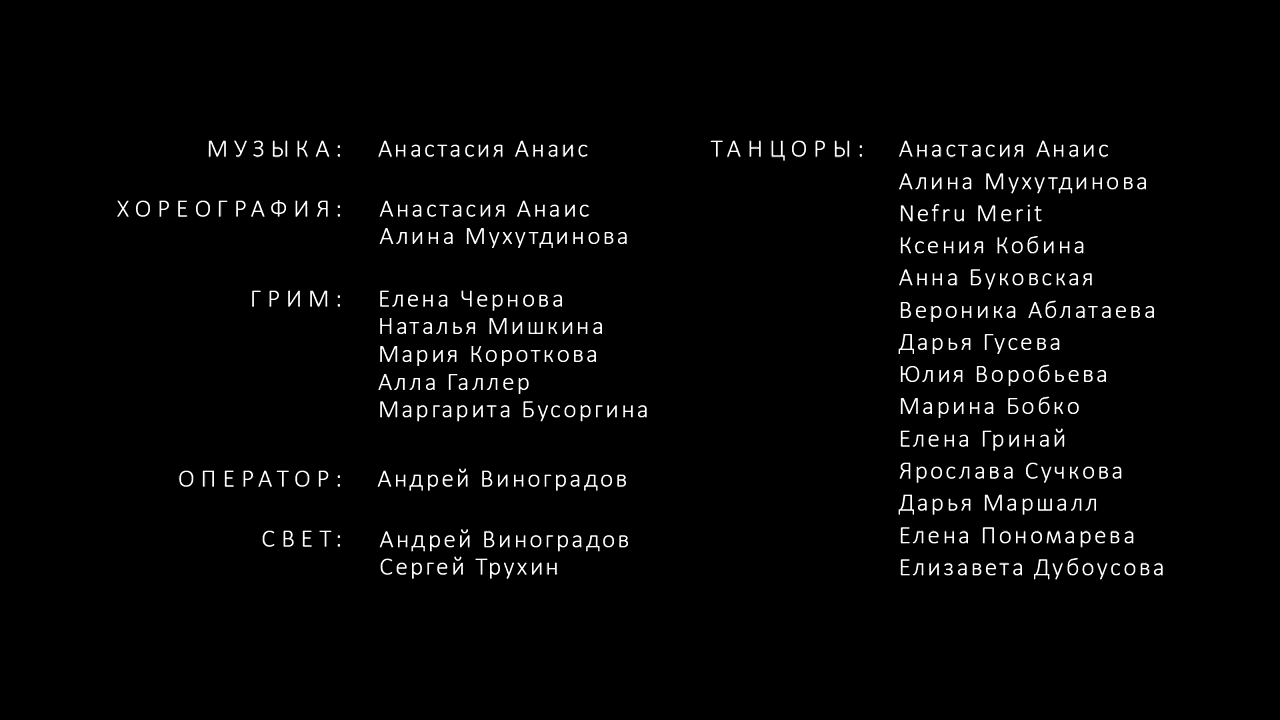 МУЗЫКА: Анастасия Анаис
ХОРЕОГРАФИЯ: Анастасия Анаис
Алина Мухутдинова
ГРИМ: Елена Чернова
Наталья Мишкина
Мария Короткова
Алла Галлер
Маргарита Бусоргина
ОПЕРАТОР: Андрей Виноградов
СВЕТ: Андрей Виноградов
Сергей Трухин
ТАНЦОРЫ: Анастасия Анаис
Алина Мухутдинова
Nefru Merit
Ксения Кобина
Анна Буковская
Вероника Аблатаева
Дарья Гусева
Юлия Воробьева
Марина Бобко
Елена Гринай
Ярослава Сучкова
Дарья Маршалл
Елена Пономарева
Елизавета Дубоусова